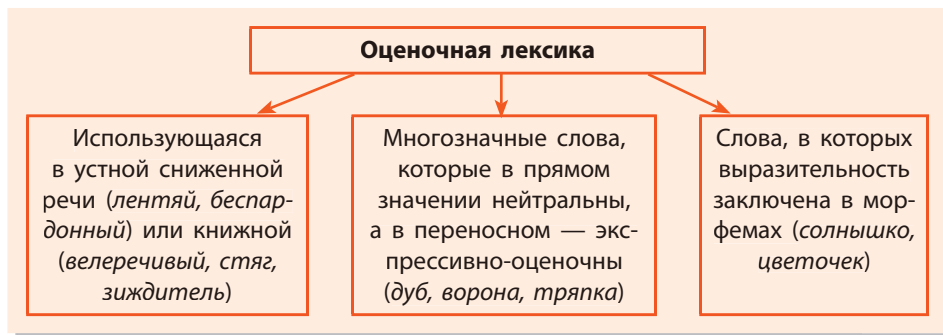 Оценочная лексика
Использующаяся
в устной сниженной
речи (лентяй, беспар-
донный) или книжной
(велеречивый, стяг,
зиждитель)
Многозначные слова,
которые в прямом
значении нейтральны,
а в переносном — экс-
прессивно-оценочны
(дуб, ворона, тряпка)
Слова, в которых
выразительность
заключена в мор-
фемах (солнышко,
цветочек)